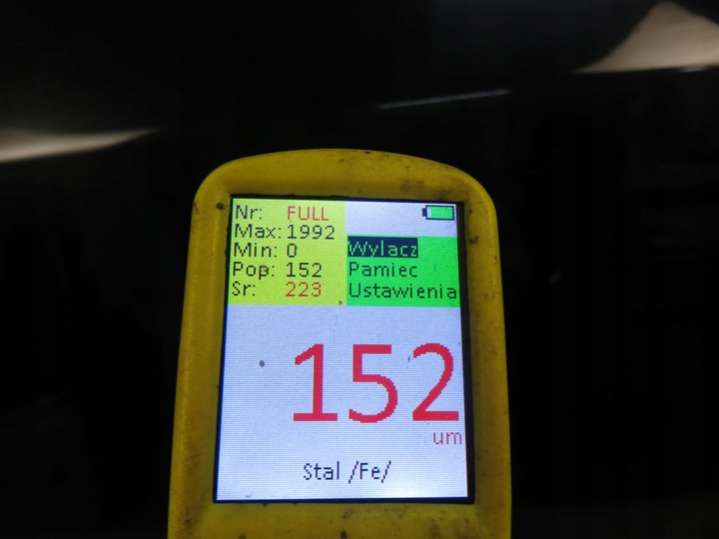 Nr: FULL
Max: 1992
Min: 0
Pop: 152
Sr: 223
Wylacz
Pamiec
Ustawienia
152
um
Stal /Fe/